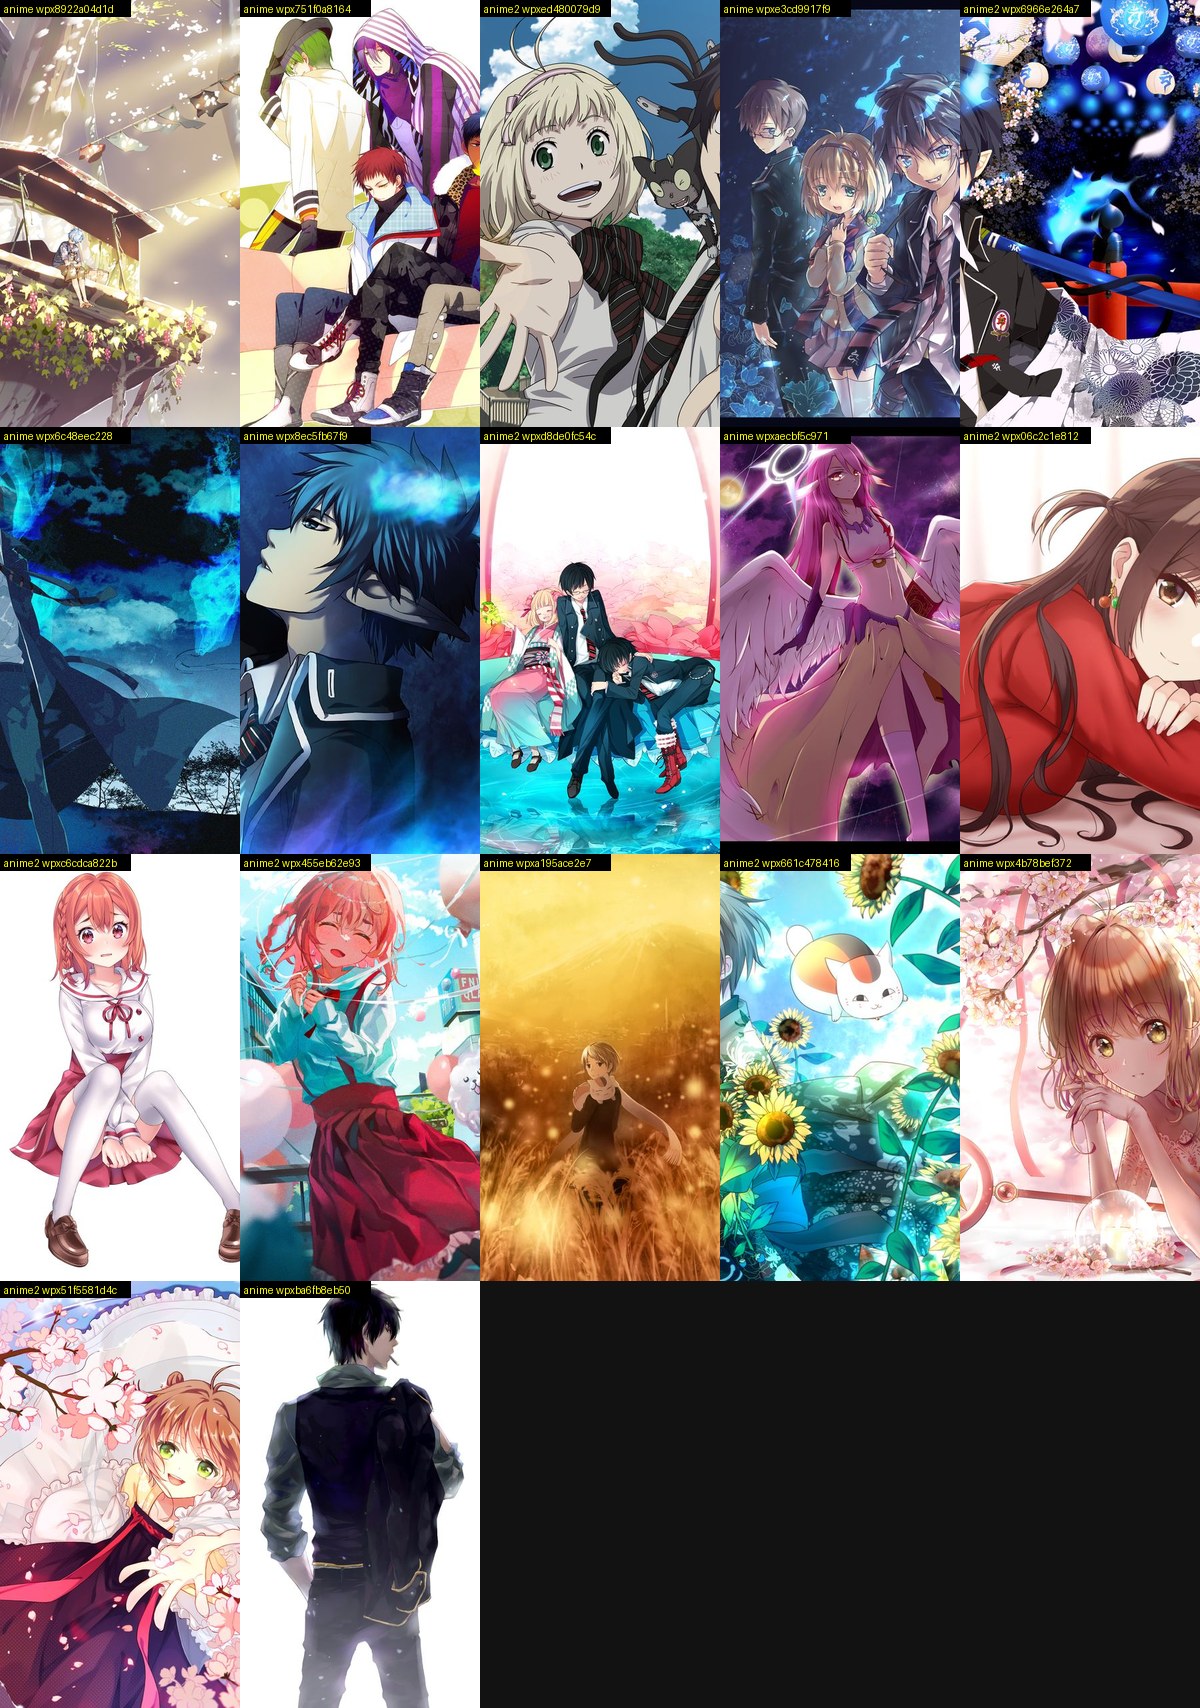 anime wpx8922a04d1d
anime wpx751f0a8164
anime2 wpxed480079d9
anime wpxe3cd9917f9
anime2 wpx6966e264a7
anime wpx6c48eec228
anime wpx8ec5fb67f9
anime2 wpxd8de0fc54c
anime wpxaecbf5c971
anime2 wpx06c2c1e812
anime2 wpxc6cdca822b
anime2 wpx455eb62e93
anime wpxa195ace2e7
anime2 wpx661c478416
anime wpx4b78bef372
anime2 wpx51f5581d4c
anime wpxba6fb8eb50